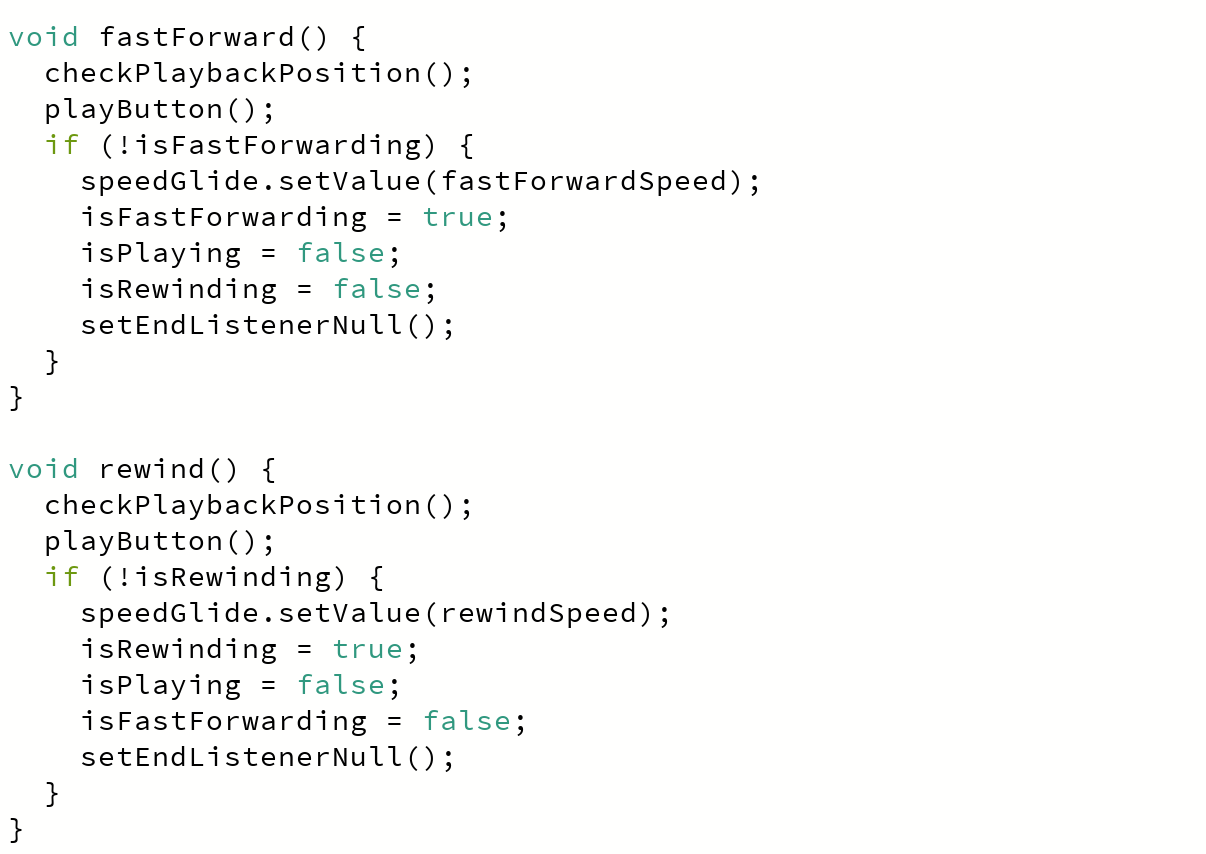 void fastForward() {
  checkPlaybackPosition();
  playButton();
  if (!isFastForwarding) {
    speedGlide.setValue(fastForwardSpeed);
    isFastForwarding = true;
    isPlaying = false;
    isRewinding = false;
    setEndListenerNull();
  }
}

void rewind() {
  checkPlaybackPosition();
  playButton();
  if (!isRewinding) {
    speedGlide.setValue(rewindSpeed);
    isRewinding = true;
    isPlaying = false;
    isFastForwarding = false;
    setEndListenerNull();
  }
}